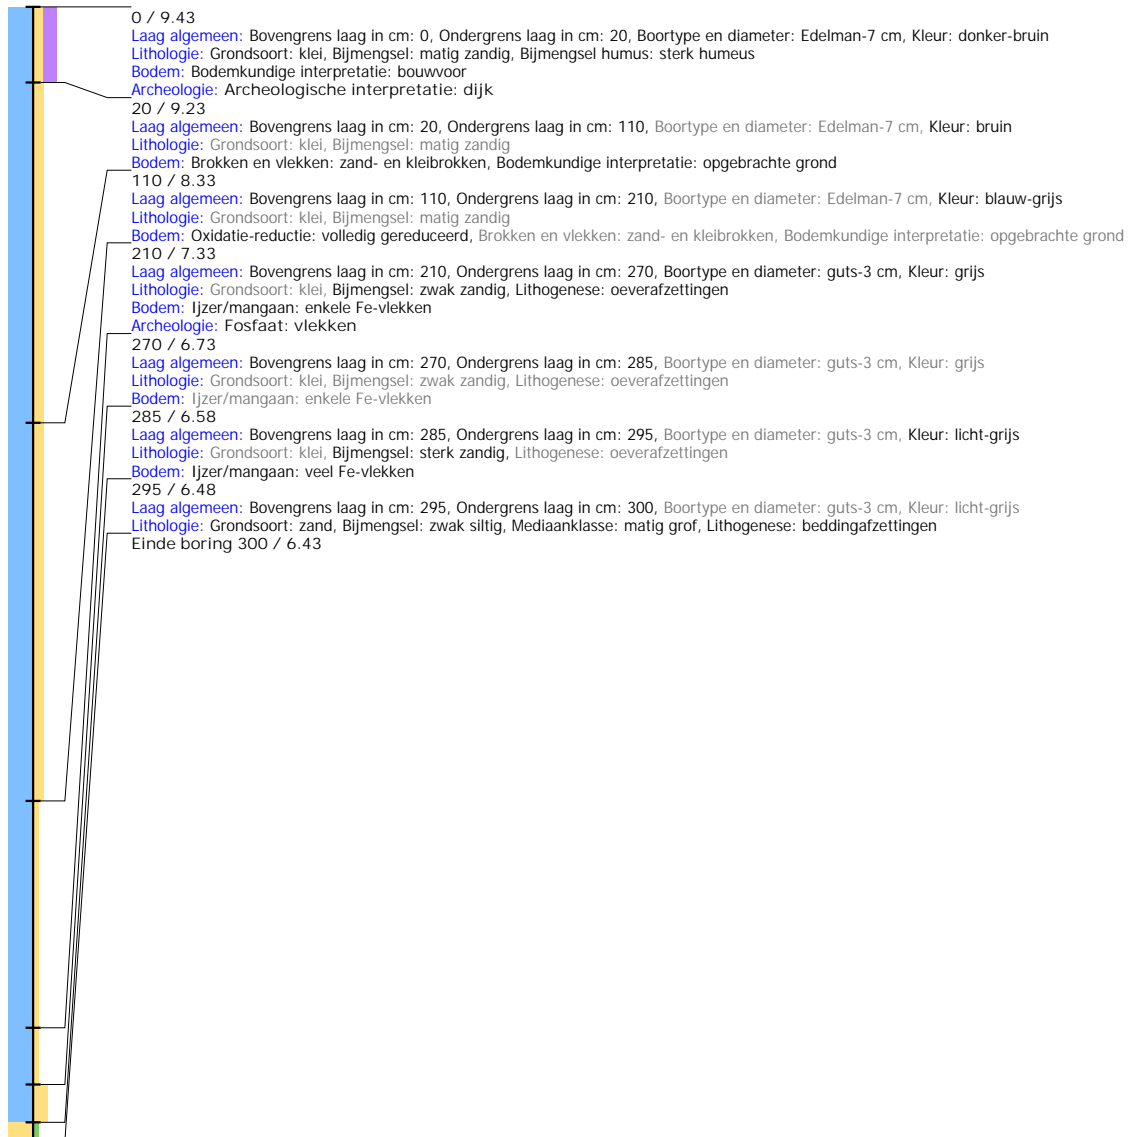 0 / 9.43
Laag algemeen: Bovengrens laag in cm: 0, Ondergrens laag in cm: 20, Boortype en diameter: Edelman-7 cm, Kleur: donker-bruin
Lithologie: Grondsoort: klei, Bijmengsel: matig zandig, Bijmengsel humus: sterk humeus
Bodem: Bodemkundige interpretatie: bouwvoor
Archeologie: Archeologische interpretatie: dijk
20 / 9.23
Laag algemeen: Bovengrens laag in cm: 20, Ondergrens laag in cm: 110, Boortype en diameter: Edelman-7 cm, Kleur: bruin
Lithologie: Grondsoort: klei, Bijmengsel: matig zandig
Bodem: Brokken en vlekken: zand- en kleibrokken, Bodemkundige interpretatie: opgebrachte grond
110 / 8.33
Laag algemeen: Bovengrens laag in cm: 110, Ondergrens laag in cm: 210, Boortype en diameter: Edelman-7 cm, Kleur: blauw-grijs
Lithologie: Grondsoort: klei, Bijmengsel: matig zandig
Bodem: Oxidatie-reductie: volledig gereduceerd, Brokken en vlekken: zand- en kleibrokken, Bodemkundige interpretatie: opgebrachte grond
210 / 7.33
Laag algemeen: Bovengrens laag in cm: 210, Ondergrens laag in cm: 270, Boortype en diameter: guts-3 cm, Kleur: grijs
Lithologie: Grondsoort: klei, Bijmengsel: zwak zandig, Lithogenese: oeverafzettingen
Bodem: Ijzer/mangaan: enkele Fe-vlekken
Archeologie: Fosfaat: vlekken
270 / 6.73
Laag algemeen: Bovengrens laag in cm: 270, Ondergrens laag in cm: 285, Boortype en diameter: guts-3 cm, Kleur: grijs
Lithologie: Grondsoort: klei, Bijmengsel: zwak zandig, Lithogenese: oeverafzettingen
Bodem: Ijzer/mangaan: enkele Fe-vlekken
285 / 6.58
Laag algemeen: Bovengrens laag in cm: 285, Ondergrens laag in cm: 295, Boortype en diameter: guts-3 cm, Kleur: licht-grijs
Lithologie: Grondsoort: klei, Bijmengsel: sterk zandig, Lithogenese: oeverafzettingen
Bodem: Ijzer/mangaan: veel Fe-vlekken
295 / 6.48
Laag algemeen: Bovengrens laag in cm: 295, Ondergrens laag in cm: 300, Boortype en diameter: guts-3 cm, Kleur: licht-grijs
Lithologie: Grondsoort: zand, Bijmengsel: zwak siltig, Mediaanklasse: matig grof, Lithogenese: beddingafzettingen
Einde boring 300 / 6.43